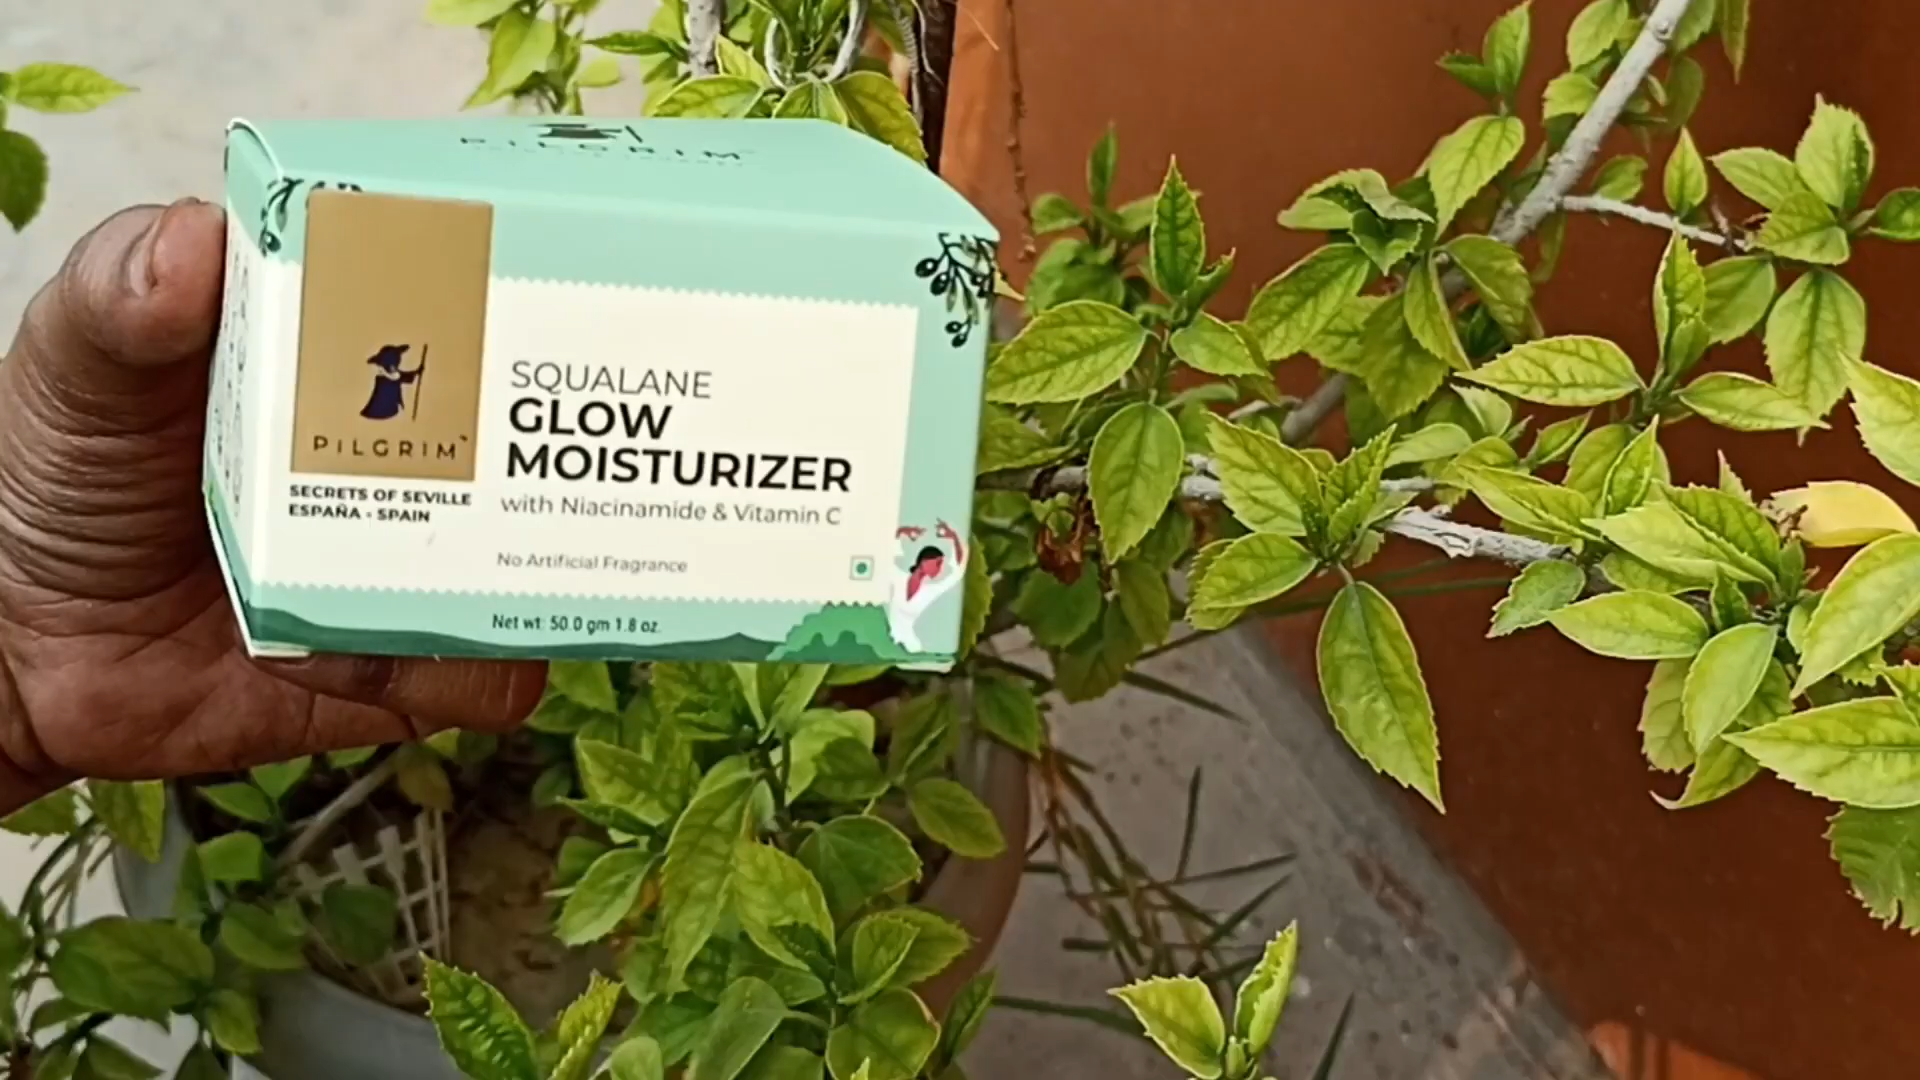 PILGRIM
PILGRIM
SECRETS OF SEVILLE
ESPAÑA - SPAIN
SQUALANE
GLOW
MOISTURIZER
with Niacinamide & Vitamin C
No Artificial Fragrance
Net wt: 50.0 gm 1.8 oz.